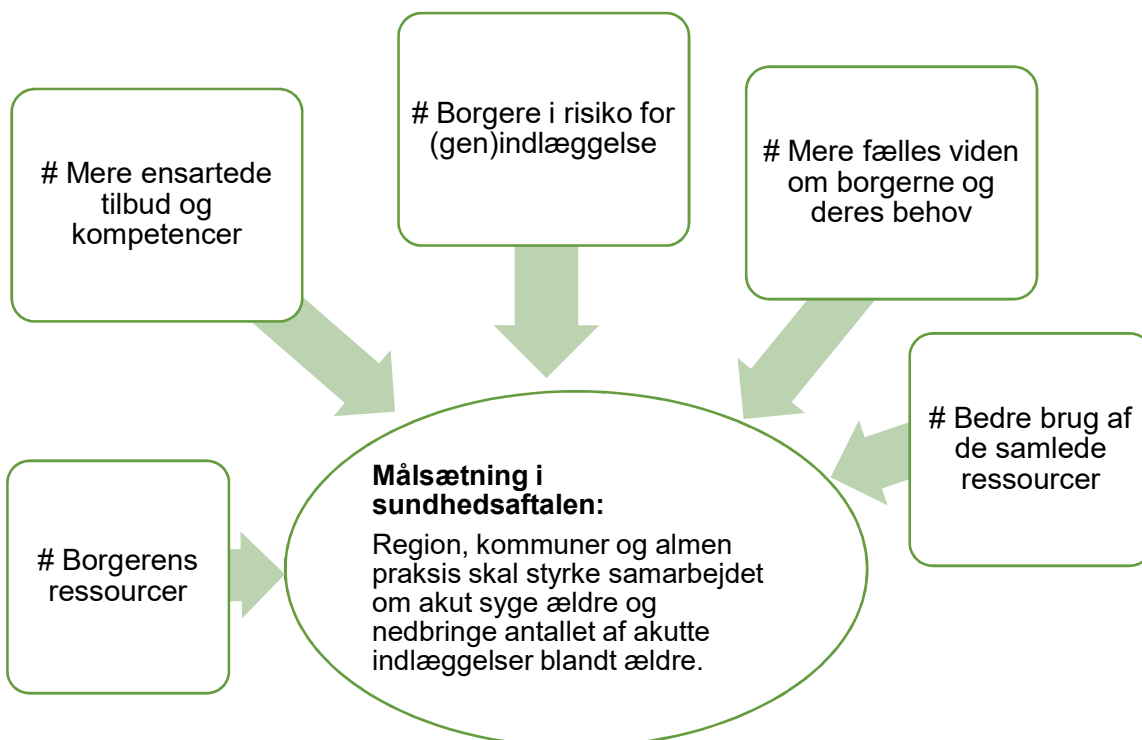 # Borgerens
ressourcer
# Mere ensartede
tilbud og
kompetencer
# Borgere i risiko for
(gen)indlæggelse
# Mere fælles viden
om borgerne og
deres behov
# Bedre brug af
de samlede
ressourcer
Målsætning i
sundhedsaftalen:
Region, kommuner og almen
praksis skal styrke samarbejdet
om akut syge ældre og
nedbringe antallet af akutte
indlæggelser blandt ældre.